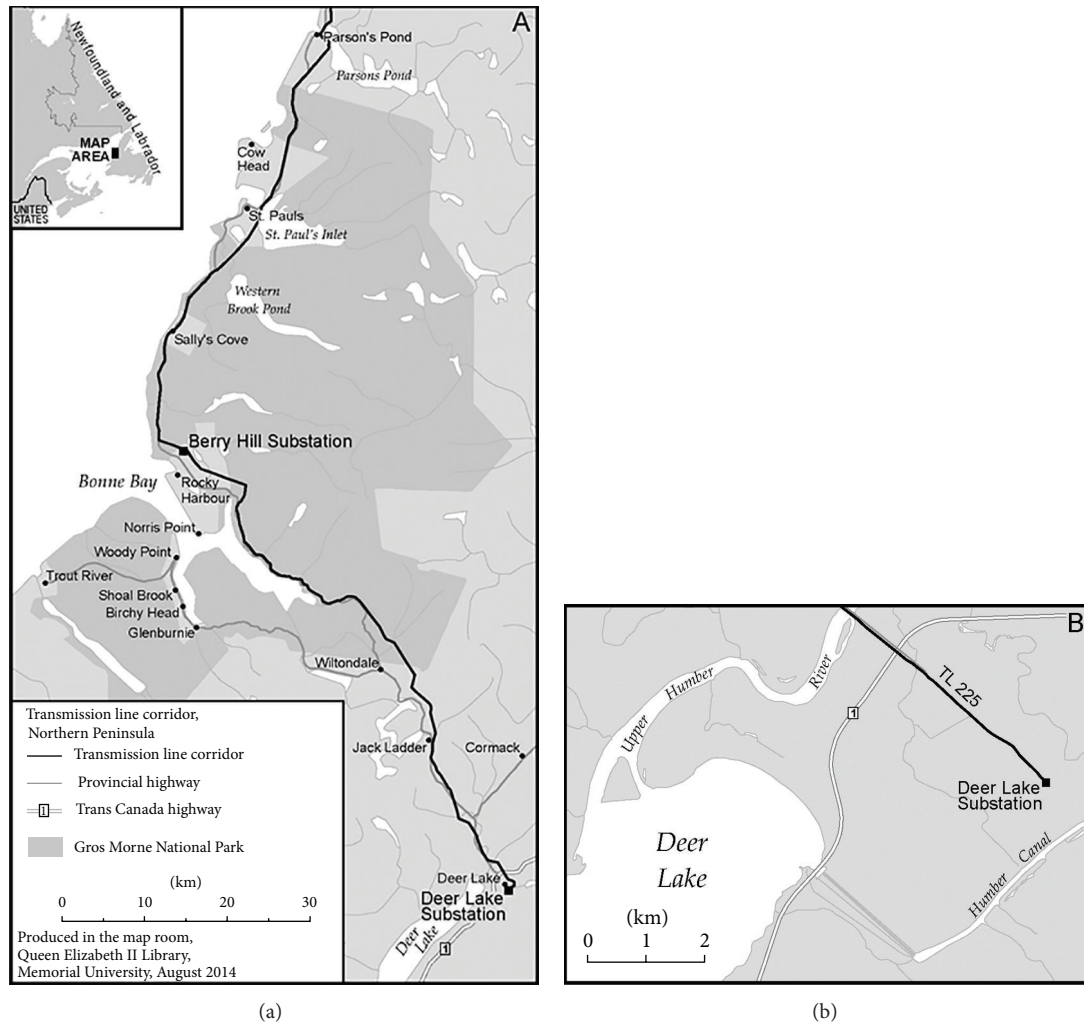 A
Newfoundland and Labrador
MAP
AREA
UNITED
STATES
Parson's Pond
Parsons Pond
Cow
Head
St. Pauls
St. Paul's Inlet
Western
Brook Pond
Sally's Cove
Berry Hill Substation
Bonne Bay
Rocky
Harbour
Norris Point
Woody Point
Trout River
Shoal Brook
Birchy Head
Glenburnie
Wiltondale
Jack Ladder
Cormack
Deer Lake
Deer Lake
Substation
Deer
Lake
1
Transmission line corridor,
Northern Peninsula
Transmission line corridor
Provincial highway
1 Trans Canada highway
Gros Morne National Park
(km)
0 10 20 30
Produced in the map room,
Queen Elizabeth II Library,
Memorial University, August 2014
(a)
B
Upper Humber River
TL 225
1
Deer Lake
Substation
Deer
Lake
Humber Canal
(km)
0 1 2
(b)